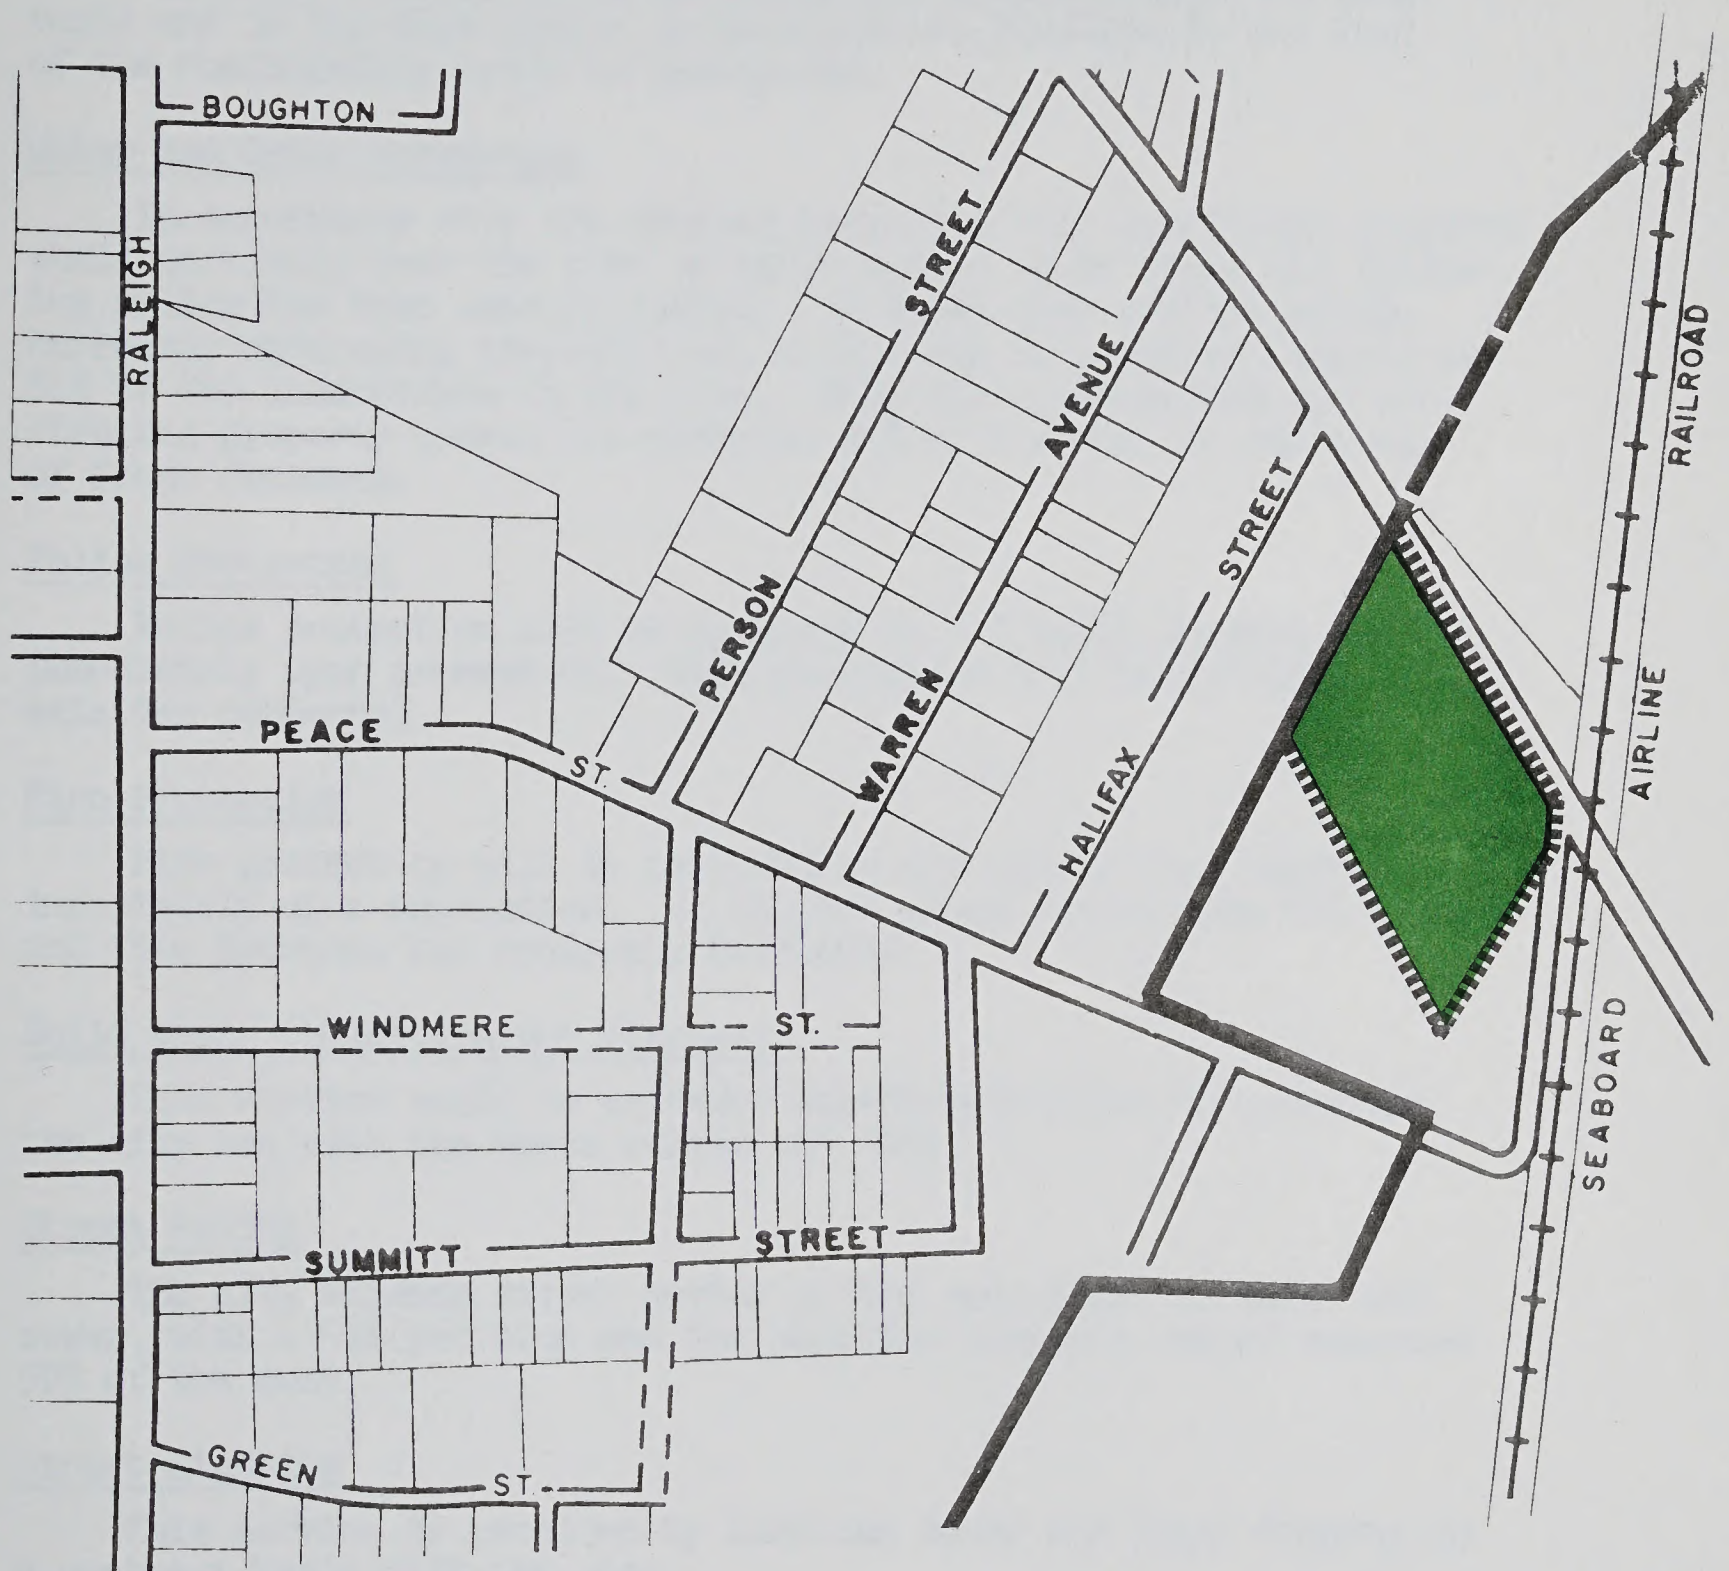 BOUGHTON
RALEIGH
STREET
RAILROAD
AVENUE
STREET
PERSON
WARREN
AIRLINE
PEACE
ST.
HALIFAX
WINDMERE
ST.
SEABOARD
SUMMITT
STREET
GREEN
ST.